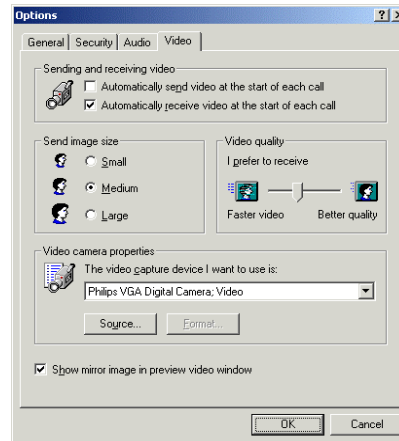 Options
General Security Audio Video
Sending and receiving video
Automatically send video at the start of each call
Automatically receive video at the start of each call
Send image size
Small
Medium
Large
Video quality
I prefer to receive
Faster video Better quality
Video camera properties
The video capture device I want to use is:
Philips VGA Digital Camera; Video
Source... Format...
Show mirror image in preview video window
OK Cancel